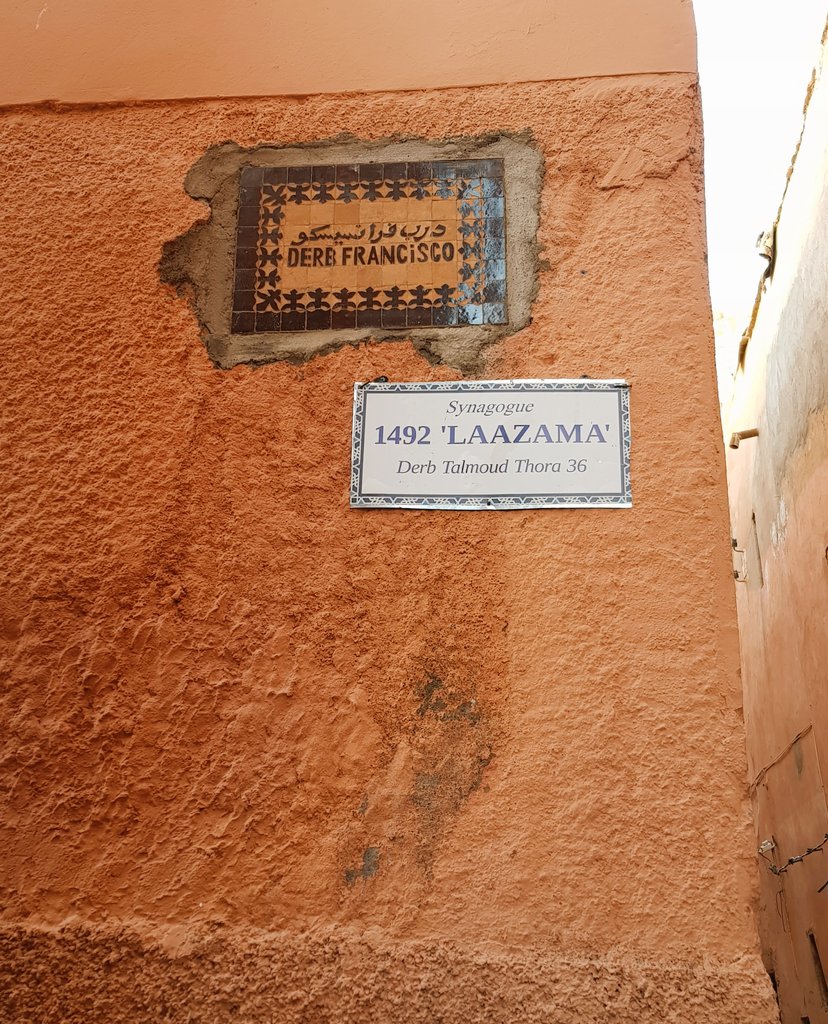 درب فرانسيسكو
DERB FRANCiSCO
Synagogue
1492 'LAAZAMA'
Derb Talmoud Thora 36